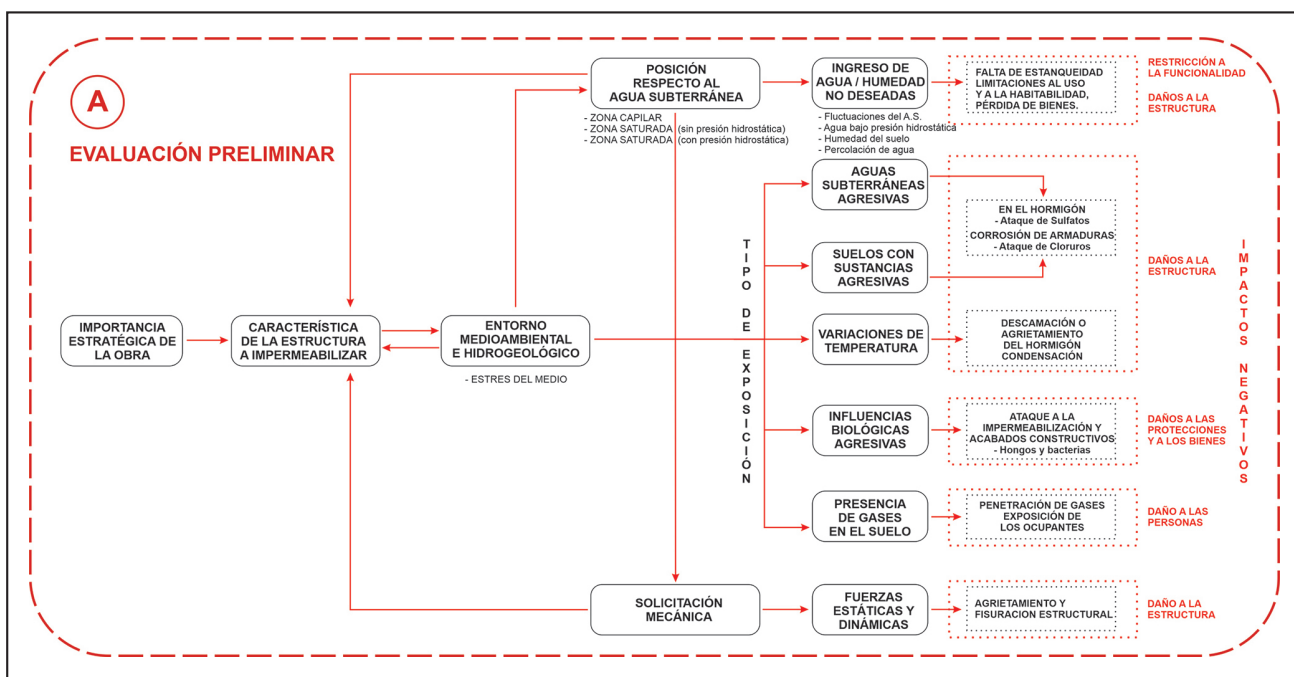 A
EVALUACIÓN PRELIMINAR
IMPORTANCIA
ESTRATÉGICA DE
LA OBRA
CARACTERÍSTICA
DE LA ESTRUCTURA
A IMPERMEABILIZAR
ENTORNO
MEDIOAMBIENTAL
E HIDROGEOLÓGICO
- ESTRES DEL MEDIO
POSICIÓN
RESPECTO AL
AGUA SUBTERRÁNEA
- ZONA CAPILAR
- ZONA SATURADA (sin presión hidrostática)
- ZONA SATURADA (con presión hidrostática)
SOLICITACIÓN
MECÁNICA
TIPO DE EXPOSICIÓN
INGRESO DE
AGUA / HUMEDAD
NO DESEADAS
- Fluctuaciones del A.S.
- Agua bajo presión hidrostática
- Humedad del suelo
- Percolación de agua
AGUAS
SUBTERRÁNEAS
AGRESIVAS
SUELOS CON
SUSTANCIAS
AGRESIVAS
VARIACIONES DE
TEMPERATURA
INFLUENCIAS
BIOLÓGICAS
AGRESIVAS
PRESENCIA
DE GASES
EN EL SUELO
FUERZAS
ESTÁTICAS Y
DINÁMICAS
FALTA DE ESTANQUEIDAD
LIMITACIONES AL USO
Y A LA HABITABILIDAD,
PÉRDIDA DE BIENES.
EN EL HORMIGÓN
- Ataque de Sulfatos
CORROSIÓN DE ARMADURAS
- Ataque de Cloruros
DESCAMACIÓN O
AGRIETAMIENTO
DEL HORMIGÓN
CONDENSACIÓN
ATAQUE A LA
IMPERMEABILIZACIÓN Y
ACABADOS CONSTRUCTIVOS
- Hongos y bacterias
PENETRACIÓN DE GASES
EXPOSICIÓN DE
LOS OCUPANTES
AGRIETAMIENTO Y
FISURACION ESTRUCTURAL
RESTRICCIÓN A
LA FUNCIONALIDAD
DAÑOS A LA
ESTRUCTURA
DAÑOS A LA
ESTRUCTURA
DAÑOS A LAS
PROTECCIONES
Y A LOS BIENES
DAÑO A LAS
PERSONAS
DAÑO A LA
ESTRUCTURA
IMPACTOS NEGATIVOS